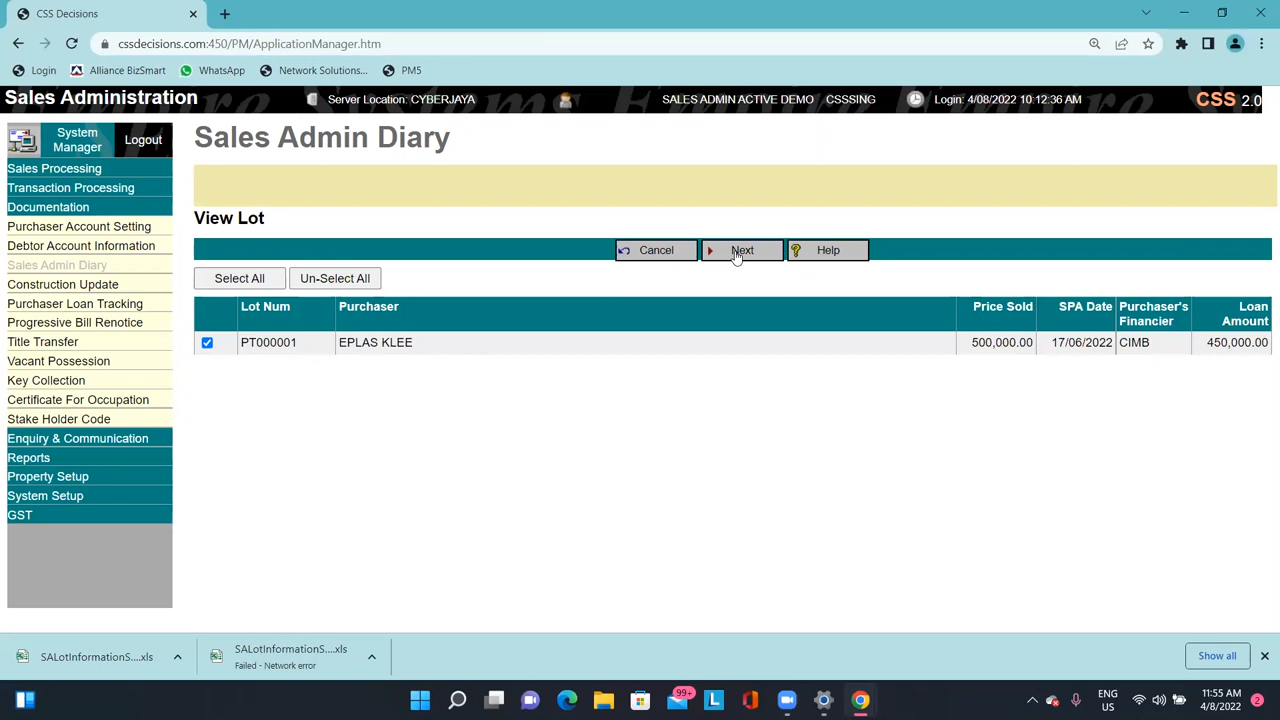 CSS Decisions
cssdecisions.com:450/PM/ApplicationManager.htm
Login
Alliance BizSmart
WhatsApp
Network Solutions...
PM5
Sales Administration
Server Location: CYBERJAYA
SALES ADMIN ACTIVE DEMO
CSSSING
Login: 4/08/2022 10:12:36 AM
CSS 2.0
System
Manager
Logout
Sales Processing
Transaction Processing
Documentation
Purchaser Account Setting
Debtor Account Information
Sales Admin Diary
Construction Update
Purchaser Loan Tracking
Progressive Bill Renotice
Title Transfer
Vacant Possession
Key Collection
Certificate For Occupation
Stake Holder Code
Enquiry & Communication
Reports
Property Setup
System Setup
GST
Sales Admin Diary
View Lot
Cancel
Next
Help
Select All
Un-Select All
Lot Num
Purchaser
Price Sold
SPA Date
Purchaser's
Financier
Loan
Amount
PT000001
EPLAS KLEE
500,000.00
17/06/2022
CIMB
450,000.00
SALotInformationS....xls
SALotInformationS....xls
Failed - Network error
Show all
99+
L
ENG
US
11:55 AM
4/8/2022
2